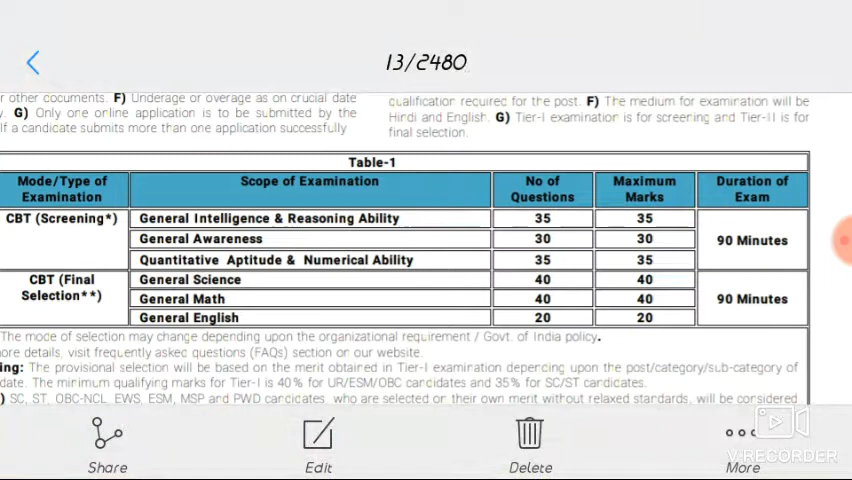 13/2480
r other documents. F) Underage or overage as on crucial date
y. G) Only one online application is to be submitted by the
If a candidate submits more than one application successfully
qualification required for the post. F) The medium for examination will be
Hindi and English. G) Tier-I examination is for screening and Tier-II is for
final selection.
Table-1
Mode/Type of Examination Scope of Examination No of Questions Maximum Marks Duration of Exam
CBT (Screening*) General Intelligence & Reasoning Ability 35 35 90 Minutes
General Awareness 30 30
Quantitative Aptitude & Numerical Ability 35 35
CBT (Final Selection**) General Science 40 40 90 Minutes
General Math 40 40
General English 20 20
The mode of selection may change depending upon the organizational requirement / Govt. of India policy.
ore details, visit frequently asked questions (FAQs) section on our website.
ing: The provisional selection will be based on the merit obtained in Tier-I examination depending upon the post/category/sub-category of
date. The minimum qualifying marks for Tier-I is 40% for UR/ESM/OBC candidates and 35% for SC/ST candidates.
) SC, ST, OBC-NCL, EWS, ESM, MSP and PWD candidates, who are selected on their own merit without relaxed standards, will be considered
Share Edit Delete More
V.RECORDER